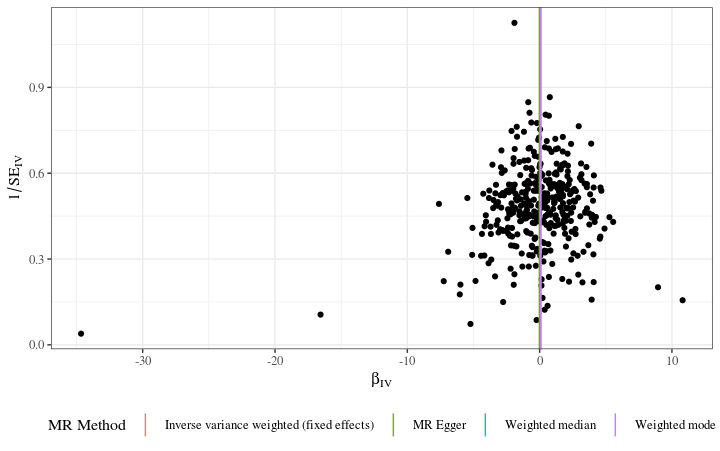 0.9
0.6
0.3
0.0
1/SE_IV
-30 -20 -10 0 10
β_IV
MR Method Inverse variance weighted (fixed effects) MR Egger Weighted median Weighted mode